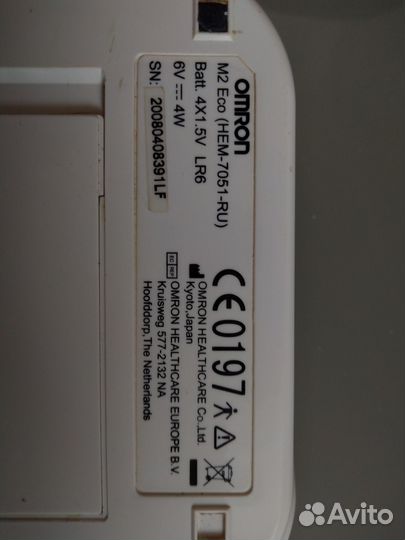 OMRON
M2 Eco (HEM-7051-RU)
Batt. 4X1.5V LR6
6V ⎓ 4W
SN: 20080408391LF
CE0197
OMRON HEALTHCARE Co.,Ltd.
Kyoto,Japan
EC REP
OMRON HEALTHCARE EUROPE B.V.
Kruisweg 577-2132 NA
Hoofddorp,The Netherlands
Avito